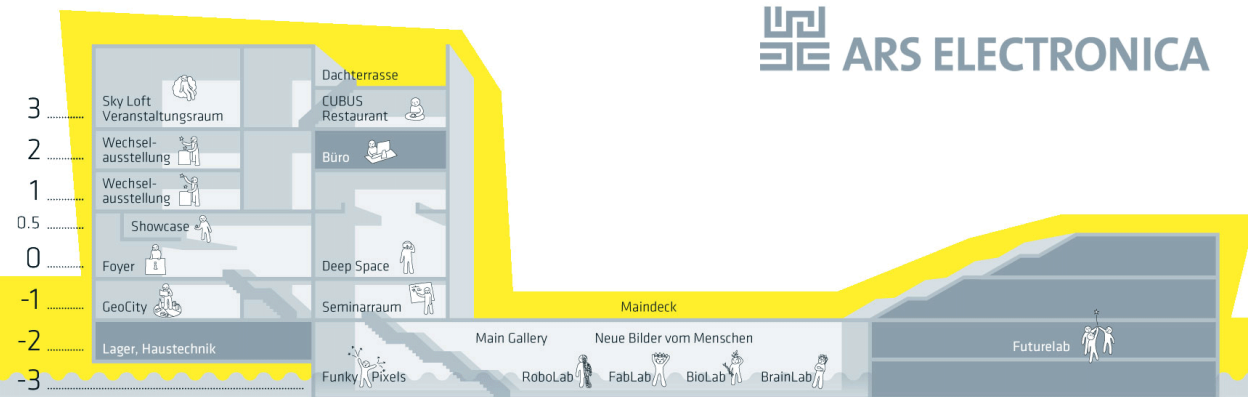 ARS ELECTRONICA
Dachterrasse
3
Sky Loft
Veranstaltungsraum
CUBUS
Restaurant
2
Wechsel-
ausstellung
Büro
1
Wechsel-
ausstellung
0.5
Showcase
0
Foyer
Deep Space
-1
GeoCity
Seminarraum
Maindeck
-2
Lager, Haustechnik
Main Gallery
Neue Bilder vom Menschen
Futurelab
-3
Funky Pixels
RoboLab
FabLab
BioLab
BrainLab